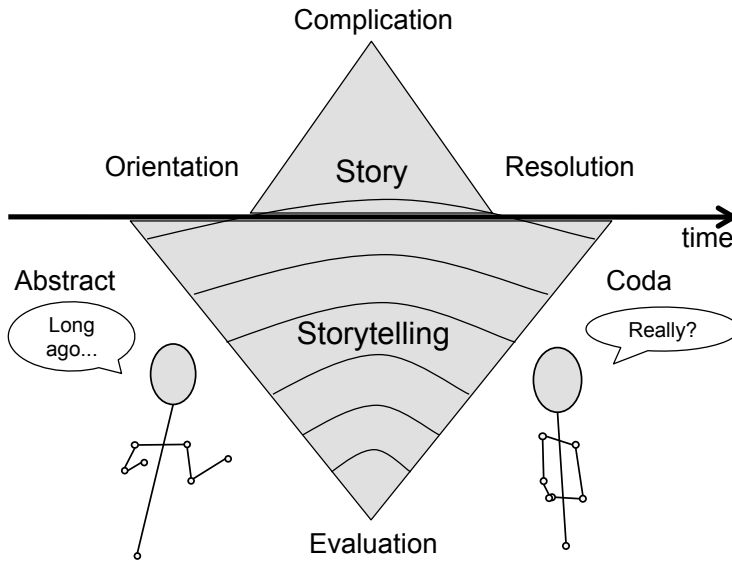 Complication
Orientation
Story
Resolution
time
Abstract
Coda
Long
ago...
Storytelling
Really?
Evaluation